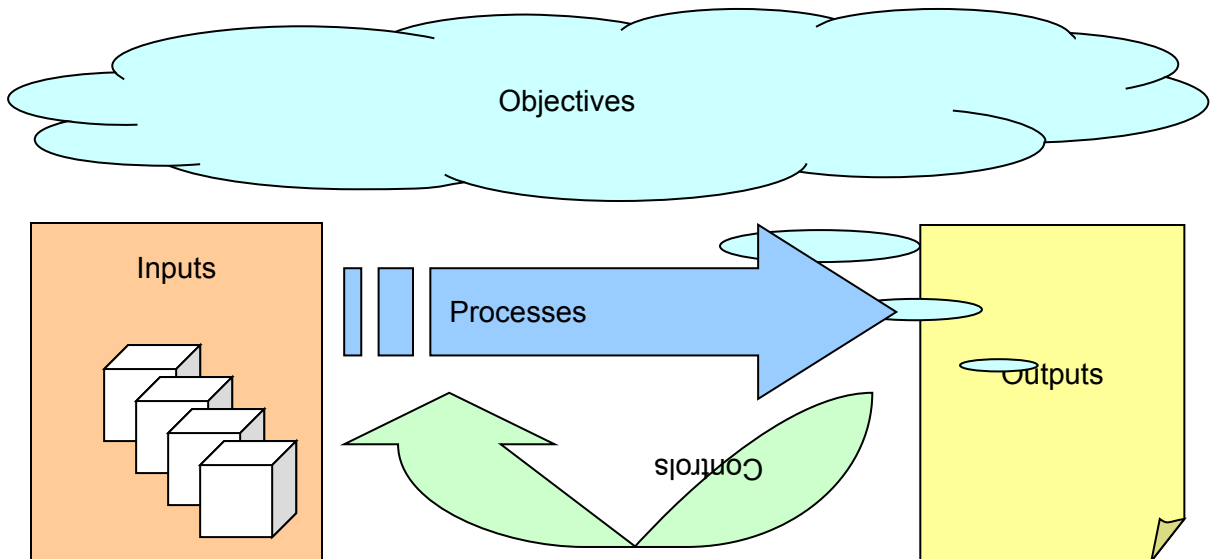 Objectives
Inputs
Processes
Outputs
Controls